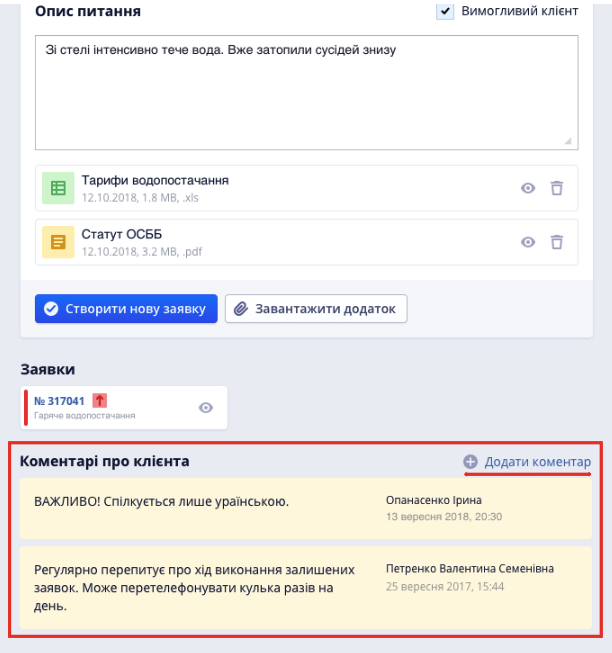 Опис питання
Вимогливий клієнт
Зі стелі інтенсивно тече вода. Вже затопили сусідей знизу
Тарифи водопостачання
12.10.2018, 1.8 MB, .xls
Статут ОСББ
12.10.2018, 3.2 MB, .pdf
Створити нову заявку
Завантажити додаток
Заявки
№ 317041
Гаряче водопостачання
Коментарі про клієнта
Додати коментар
ВАЖЛИВО! Спілкується лише ураїнською.
Опанасенко Ірина
13 вересня 2018, 20:30
Регулярно перепитує про хід виконання залишених
заявок. Може перетелефонувати кулька разів на
день.
Петренко Валентина Семенівна
25 вересня 2017, 15:44